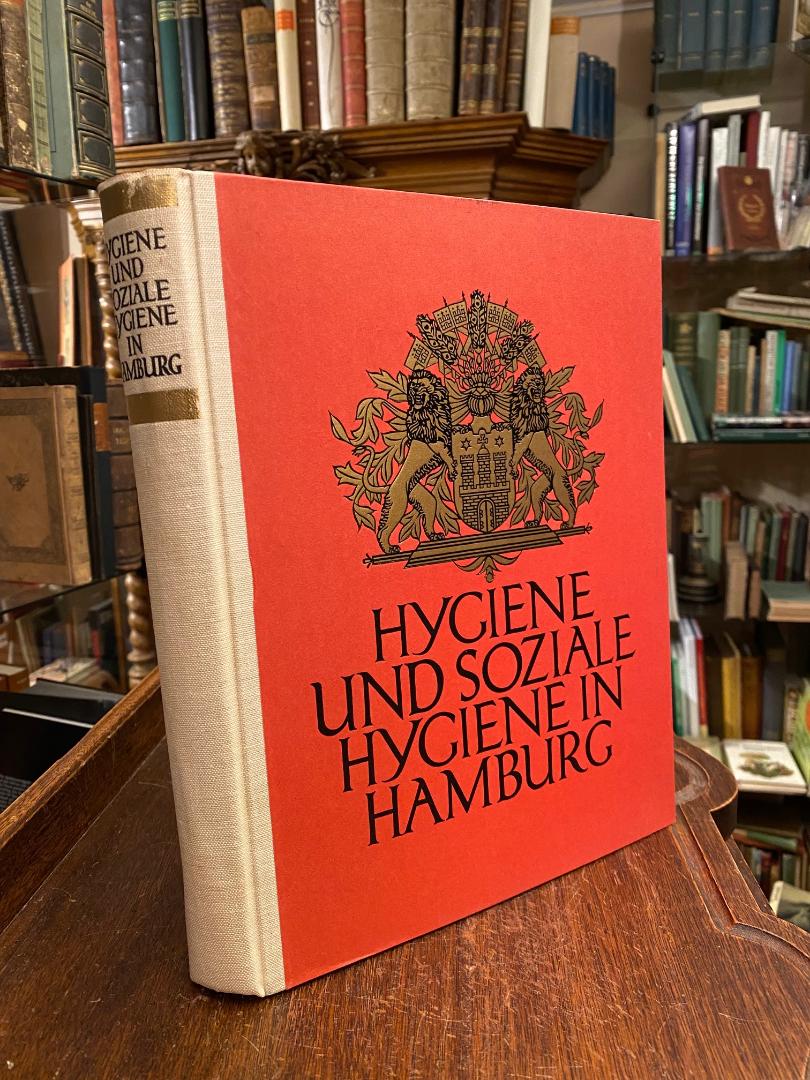 HYGIENE
UND
SOZIALE
HYGIENE
IN
HAMBURG
HYGIENE
UND SOZIALE
HYGIENE IN
HAMBURG